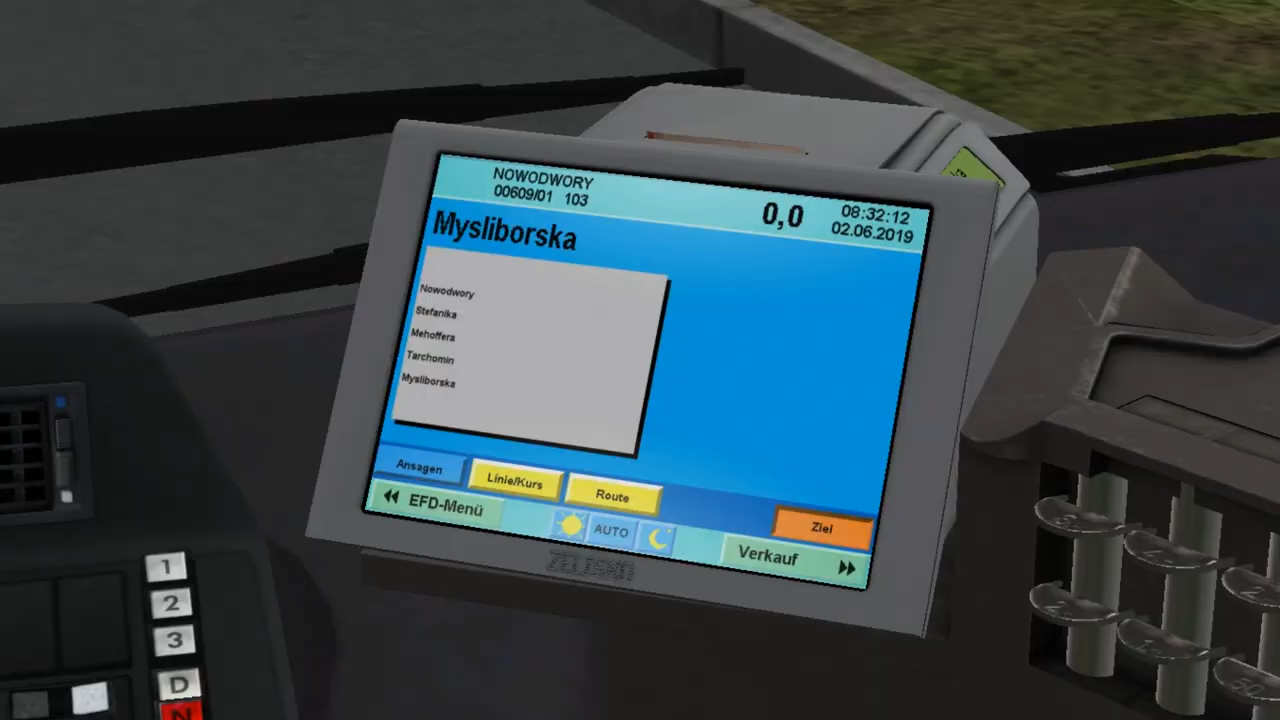 NOWODWORY
00609/01 103
0,0
08:32:12
02.06.2019
Mysliborska
Nowodwory
Stefanika
Mehoffera
Tarchomin
Mysliborska
Ansagen
Linie/Kurs
Route
Ziel
EFD-Menü
AUTO
Verkauf
1
2
3
D
N